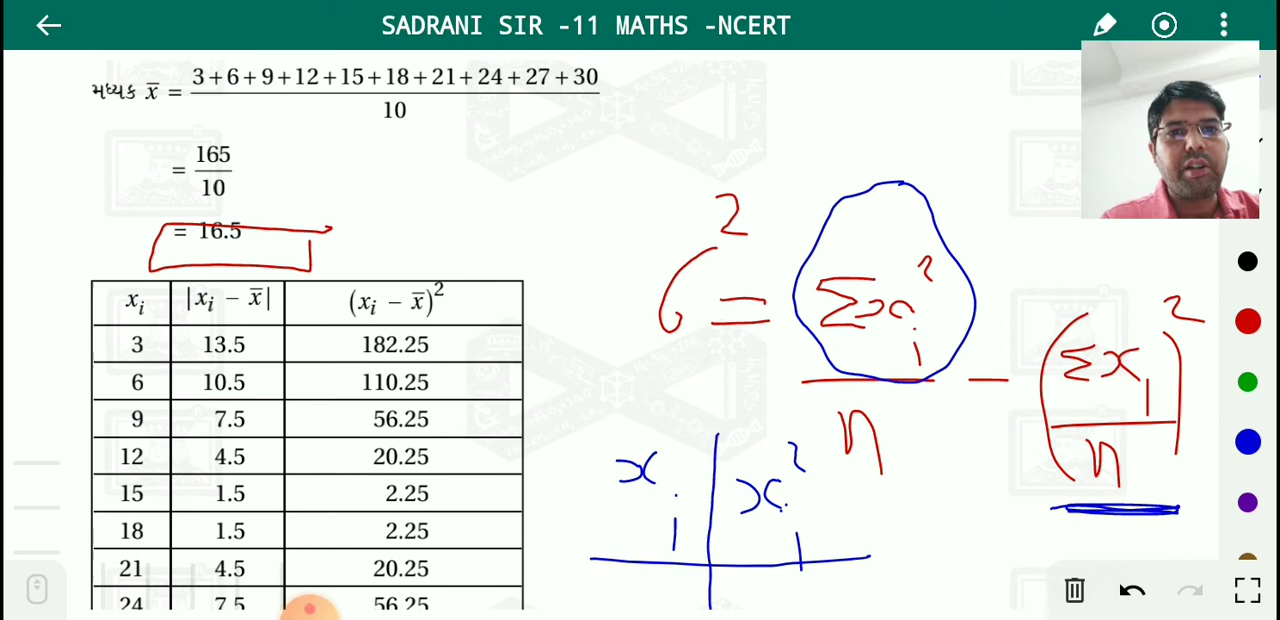 SADRANI SIR -11 MATHS -NCERT
મધ્યક x̅ = (3+6+9+12+15+18+21+24+27+30)/10
= 165/10
= 16.5
xᵢ |xᵢ − x̅| (xᵢ − x̅)²
3 13.5 182.25
6 10.5 110.25
9 7.5 56.25
12 4.5 20.25
15 1.5 2.25
18 1.5 2.25
21 4.5 20.25
24 7.5 56.25
σ² = Σxᵢ²/n − (Σxᵢ/n)²
xᵢ xᵢ²